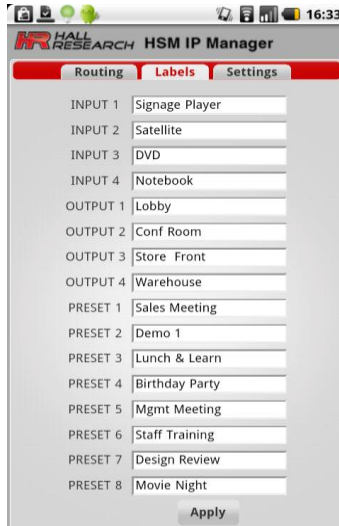 16:33
HR HALL RESEARCH HSM IP Manager
Routing Labels Settings
INPUT 1 Signage Player
INPUT 2 Satellite
INPUT 3 DVD
INPUT 4 Notebook
OUTPUT 1 Lobby
OUTPUT 2 Conf Room
OUTPUT 3 Store Front
OUTPUT 4 Warehouse
PRESET 1 Sales Meeting
PRESET 2 Demo 1
PRESET 3 Lunch & Learn
PRESET 4 Birthday Party
PRESET 5 Mgmt Meeting
PRESET 6 Staff Training
PRESET 7 Design Review
PRESET 8 Movie Night
Apply